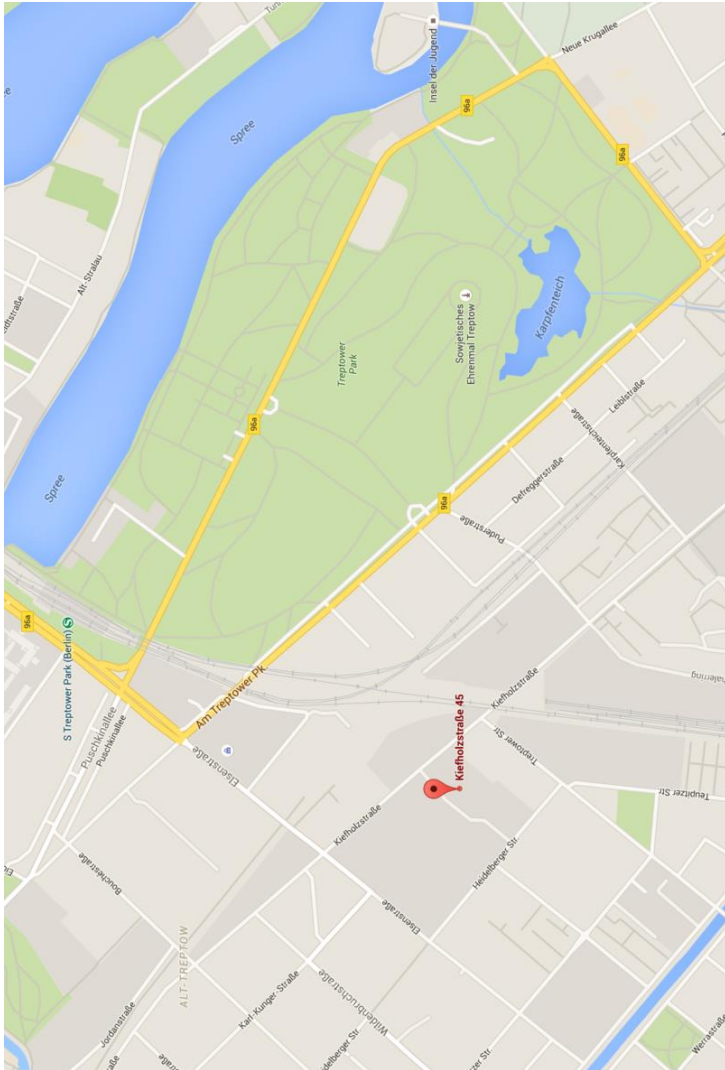 Tun
Neue Krugallee
Insel der Jugend
96a
96a
Spree
Alt-Stralau
Sowjetisches
Ehrenmal Treptow
Karpfenteich
Treptower
Park
96a
Leiblstraße
Karpfenteichstraße
Defreggerstraße
96a
Puderstraße
Spree
96a
S Treptower Park (Berlin)
Am Treptower Pk.
Puschkinallee
Puschkinallee
Elsenstraße
Kiefholzstraße
Kiefholzstraße 45
Treptower Str
Teupitzer Str
Kiefholzstraße
Heidelberger Str.
Bouchéstraße
Elsenstraße
ALT-TREPTOW
Karl-Kunger-Straße
Wildenbruchstraße
Jordanstraße
Werrastraße